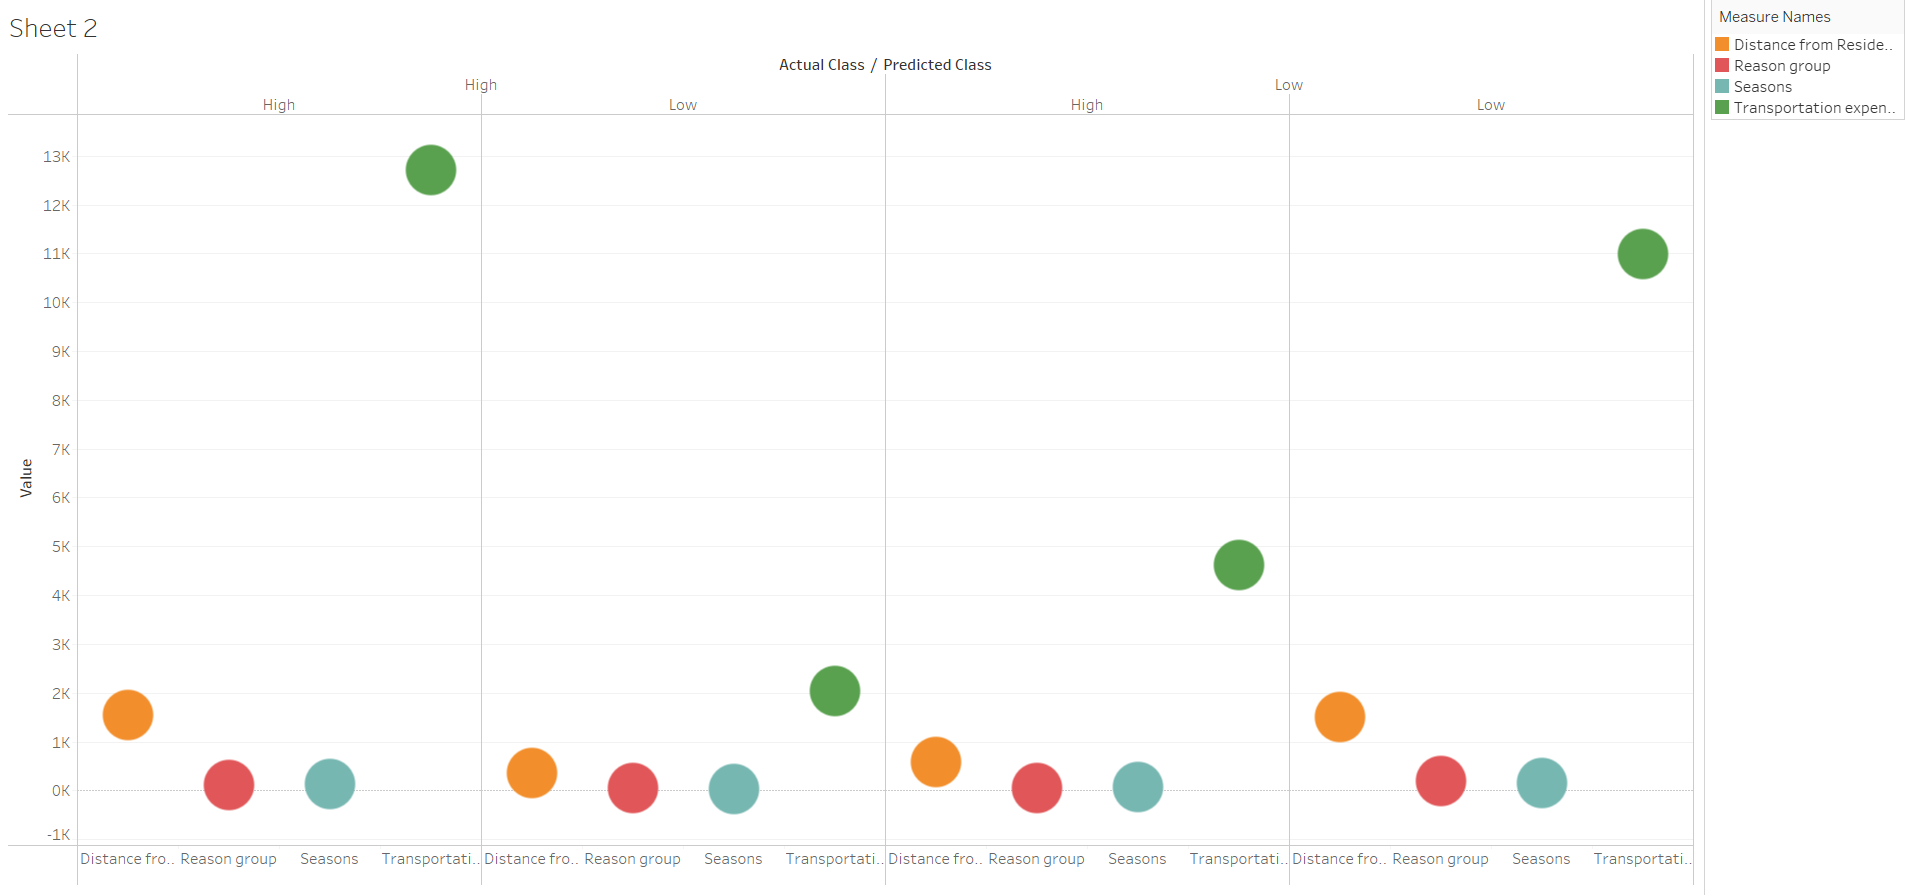 Sheet 2
Actual Class / Predicted Class
High Low
High Low High Low
13K
12K
11K
10K
9K
8K
7K
6K
5K
4K
3K
2K
1K
0K
-1K
Value
Distance fro.. Reason group Seasons Transportati.. Distance fro.. Reason group Seasons Transportati.. Distance fro.. Reason group Seasons Transportati.. Distance fro.. Reason group Seasons Transportati..
Measure Names
Distance from Reside..
Reason group
Seasons
Transportation expen..